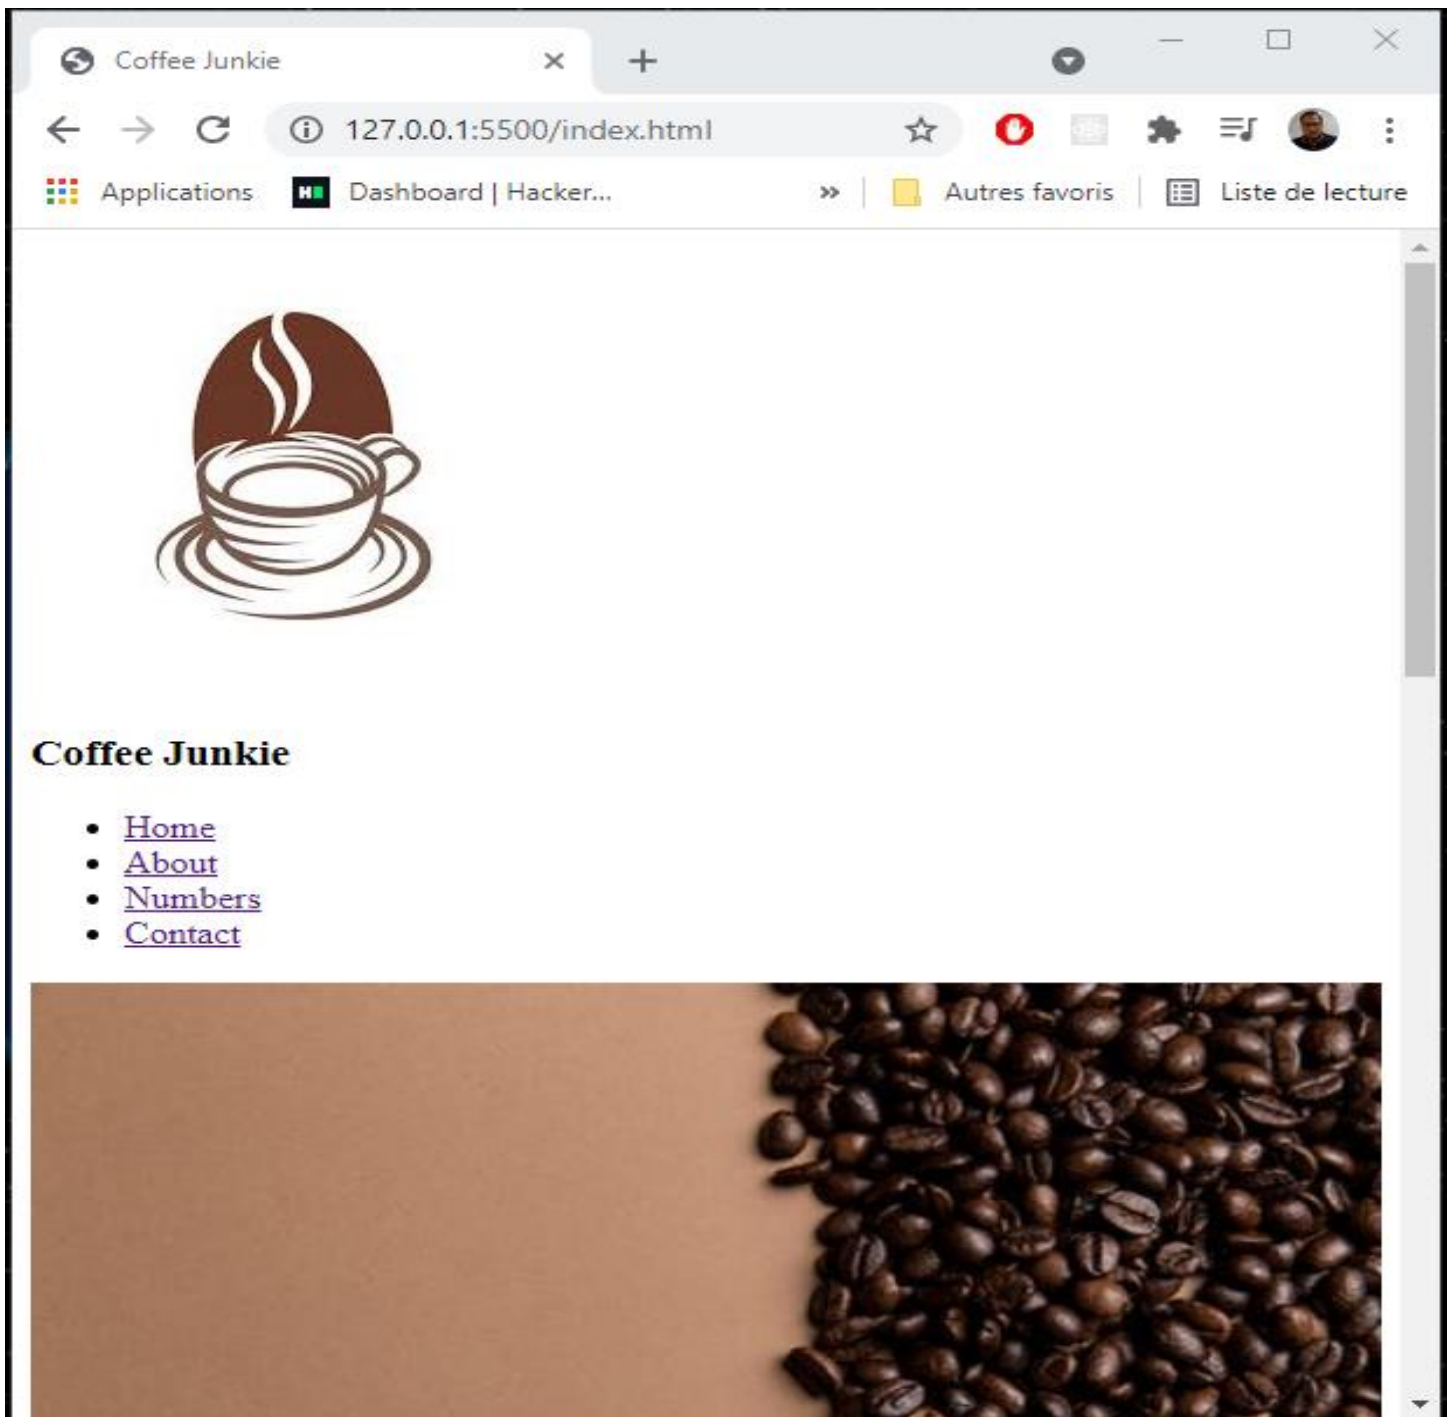 Coffee Junkie
127.0.0.1:5500/index.html
Applications Dashboard | Hacker... » Autres favoris Liste de lecture
Coffee Junkie
• Home
• About
• Numbers
• Contact